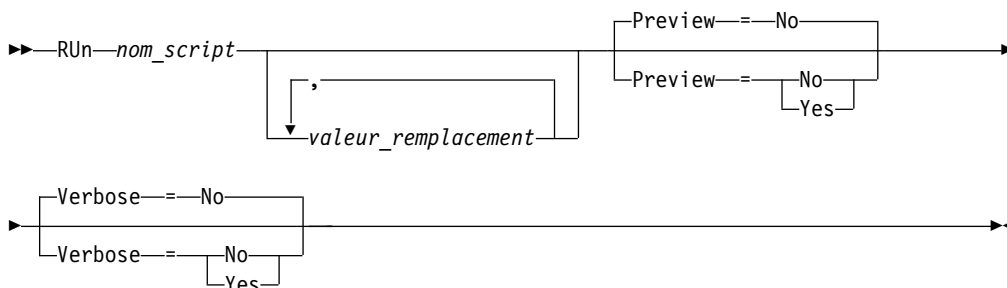 Preview = No
RUn nom_script
Preview = No
Yes
,
valeur_remplacement
Verbose = No
Verbose = No
Yes